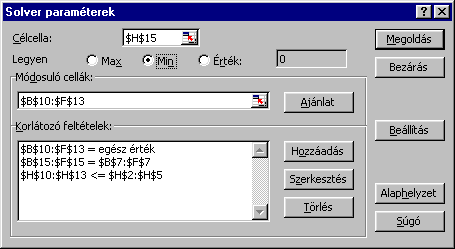 Solver paraméterek
Célcella: $H$15
Megoldás
Legyen Max Min Érték: 0
Bezárás
Módosuló cellák:
$B$10:$F$13
Ajánlat
Korlátozó feltételek:
Beállítás
$B$10:$F$13 = egész érték
$B$15:$F$15 = $B$7:$F$7
$H$10:$H$13 <= $H$2:$H$5
Hozzáadás
Szerkesztés
Törlés
Alaphelyzet
Súgó